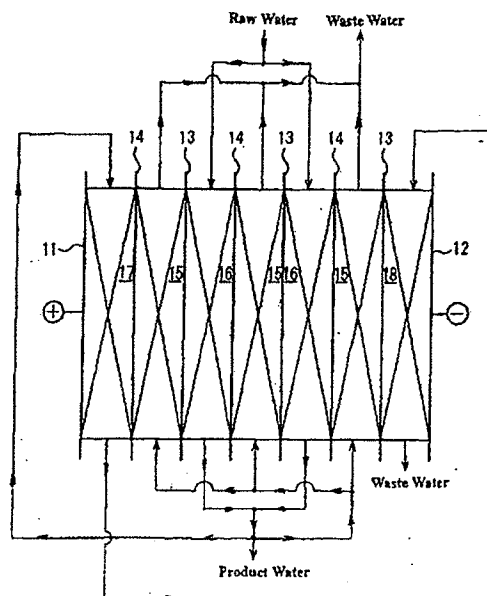 Raw Water Waste Water
14 13 14 13 14 13
11 12
17 15 16 15 16 15 18
+ −
Waste Water
Product Water